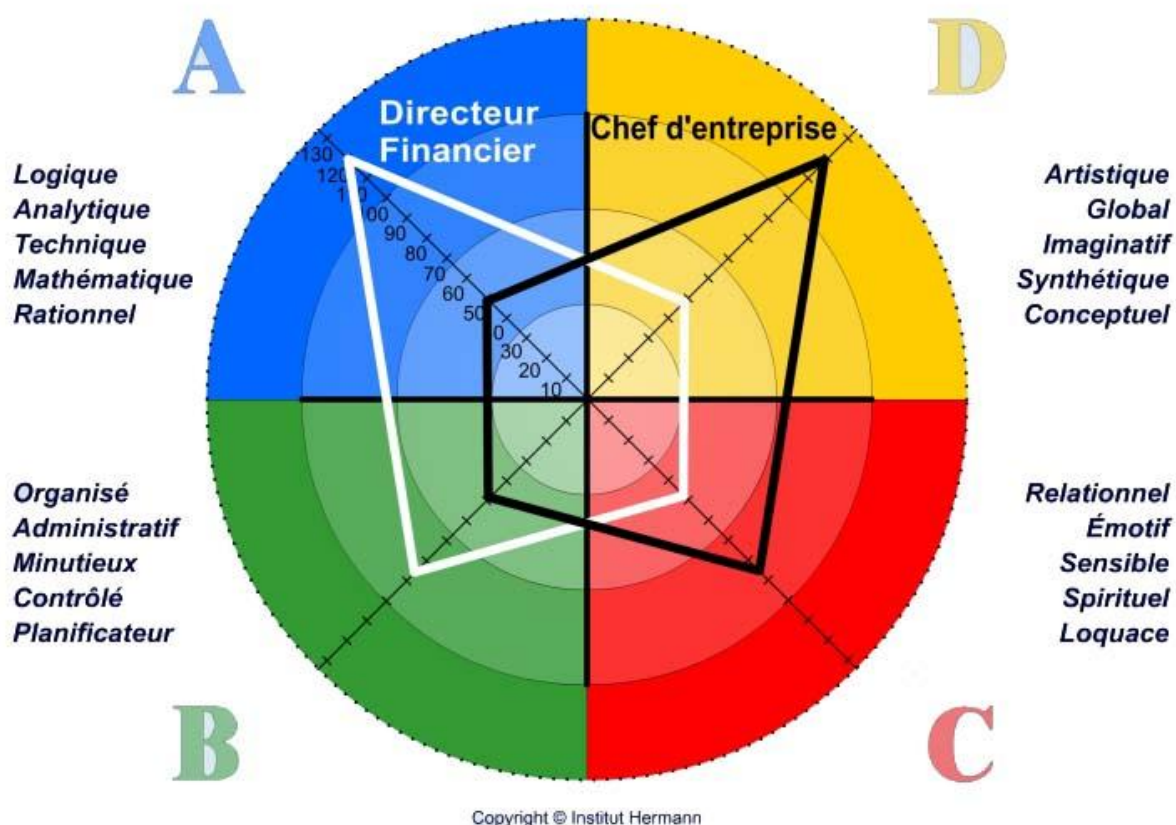 A
D
Directeur
Financier
Chef d'entreprise
130
120
110
100
90
80
70
60
50
0
30
20
10
Logique
Analytique
Technique
Mathématique
Rationnel
Artistique
Global
Imaginatif
Synthétique
Conceptuel
Organisé
Administratif
Minutieux
Contrôlé
Planificateur
Relationnel
Émotif
Sensible
Spirituel
Loquace
B
C
Copyright © Institut Hermann